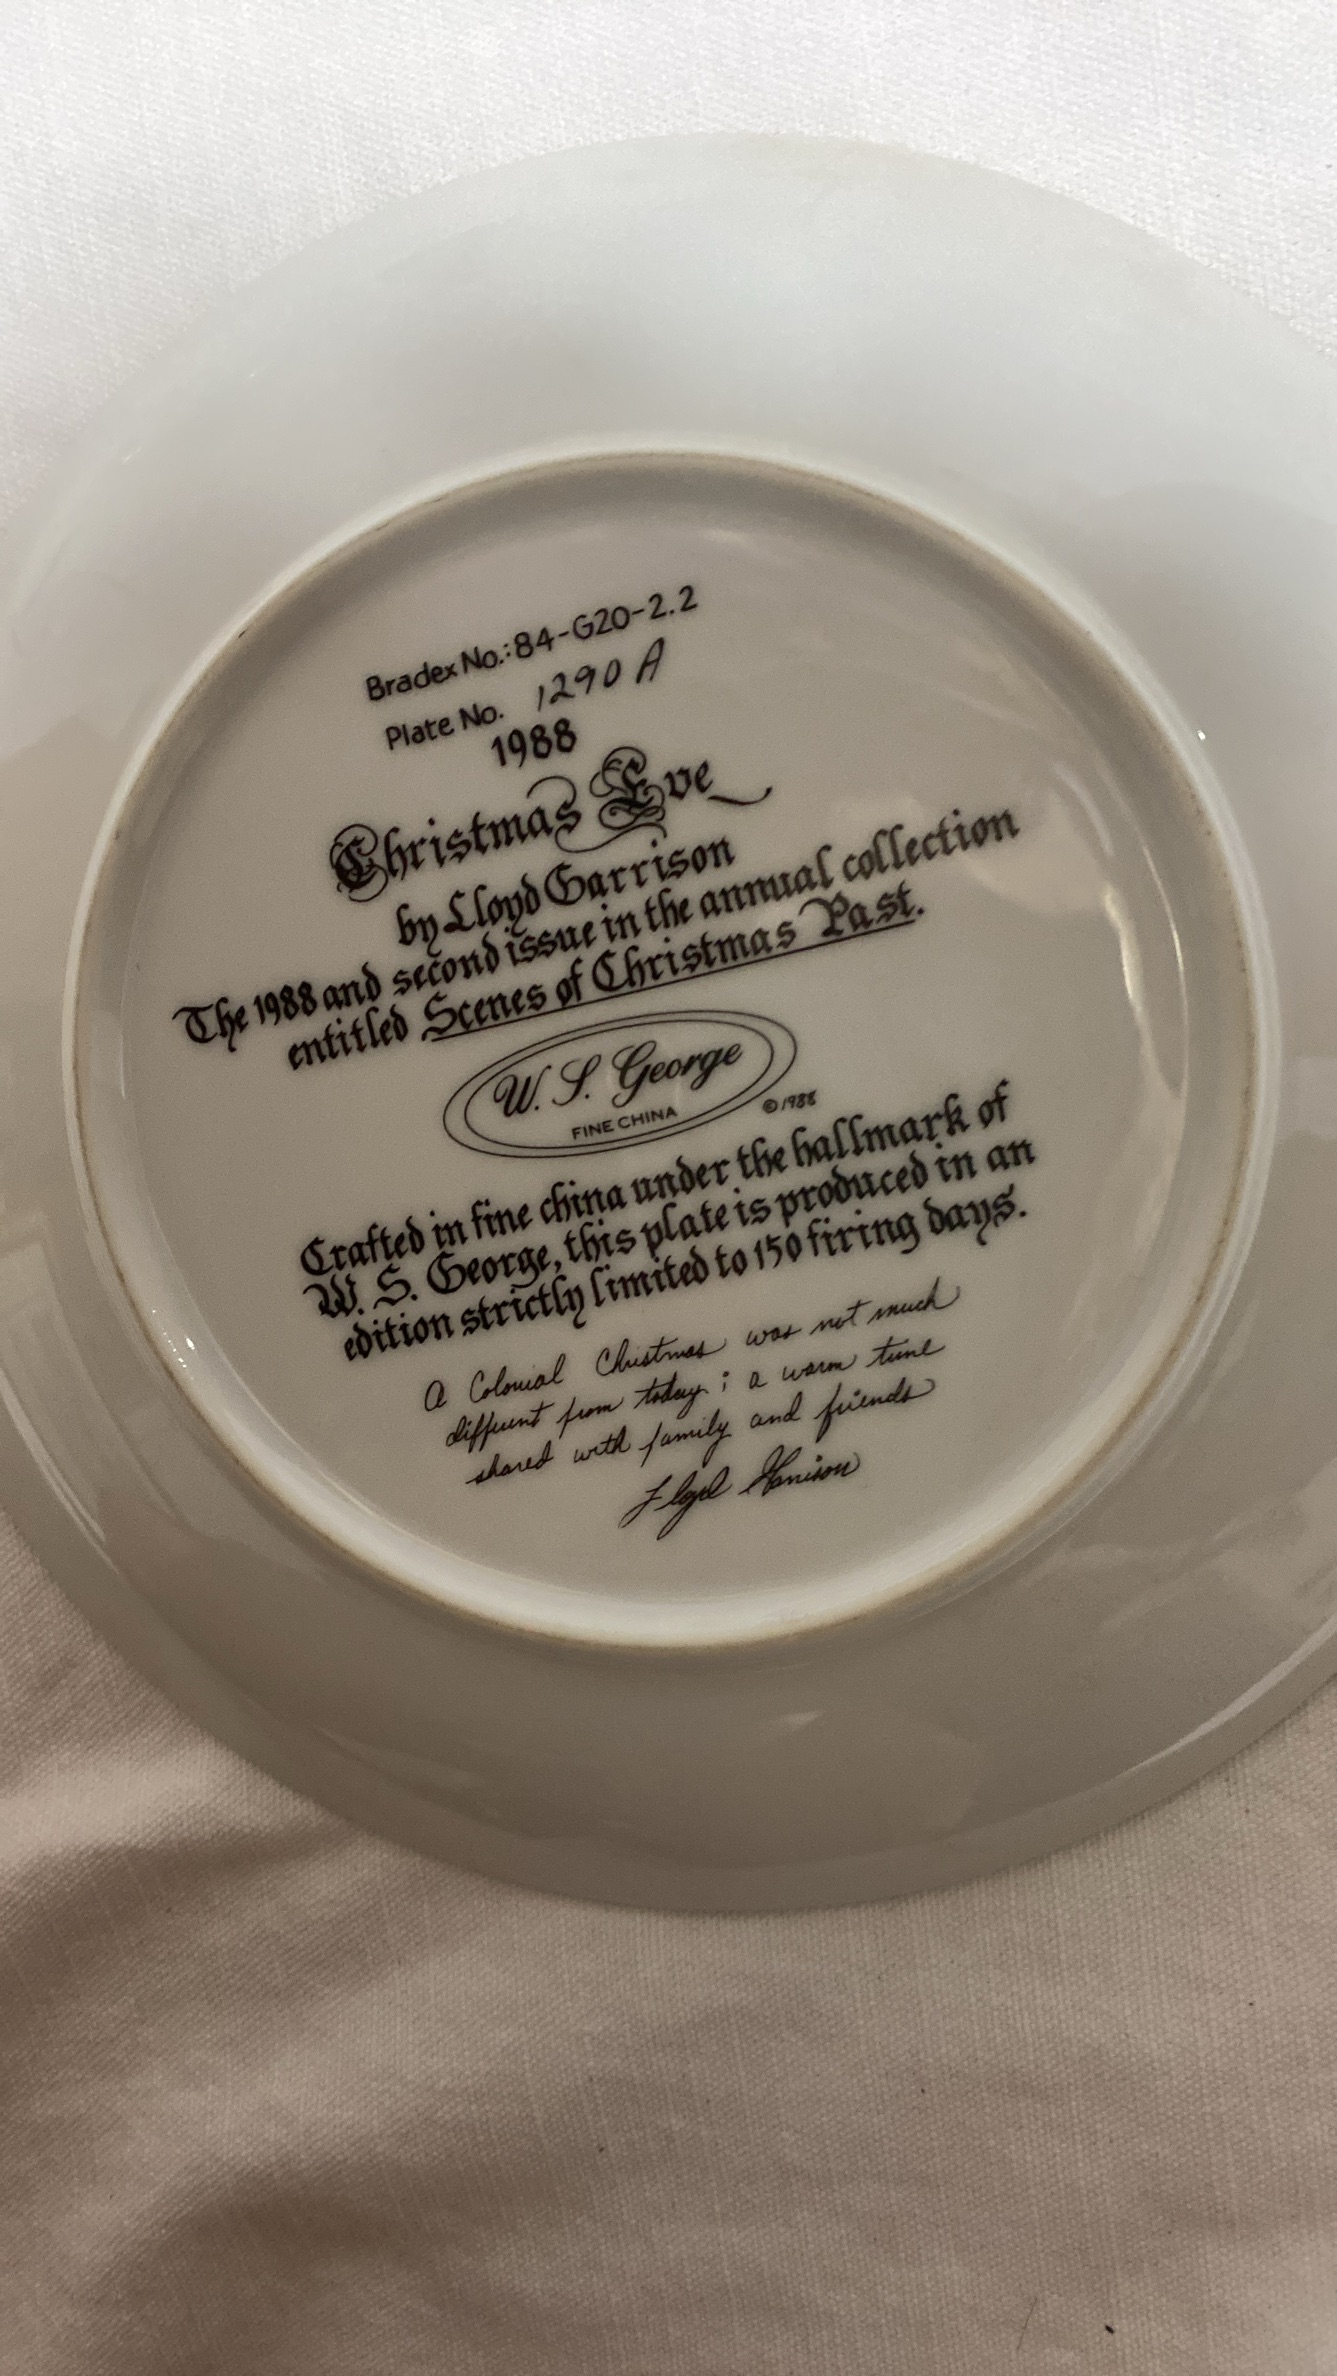 Bradex No.: 84-G20-2.2
Plate No. 1290 A
1988
Christmas Eve
by Lloyd Garrison
The 1988 and second issue in the annual collection
entitled Scenes of Christmas Past.
W. S. George
FINE CHINA
© 1988
Crafted in fine china under the hallmark of
W. S. George, this plate is produced in an
edition strictly limited to 150 firing days.
A Colonial Christmas was not much
different from today; a warm time
shared with family and friends
Lloyd Garrison